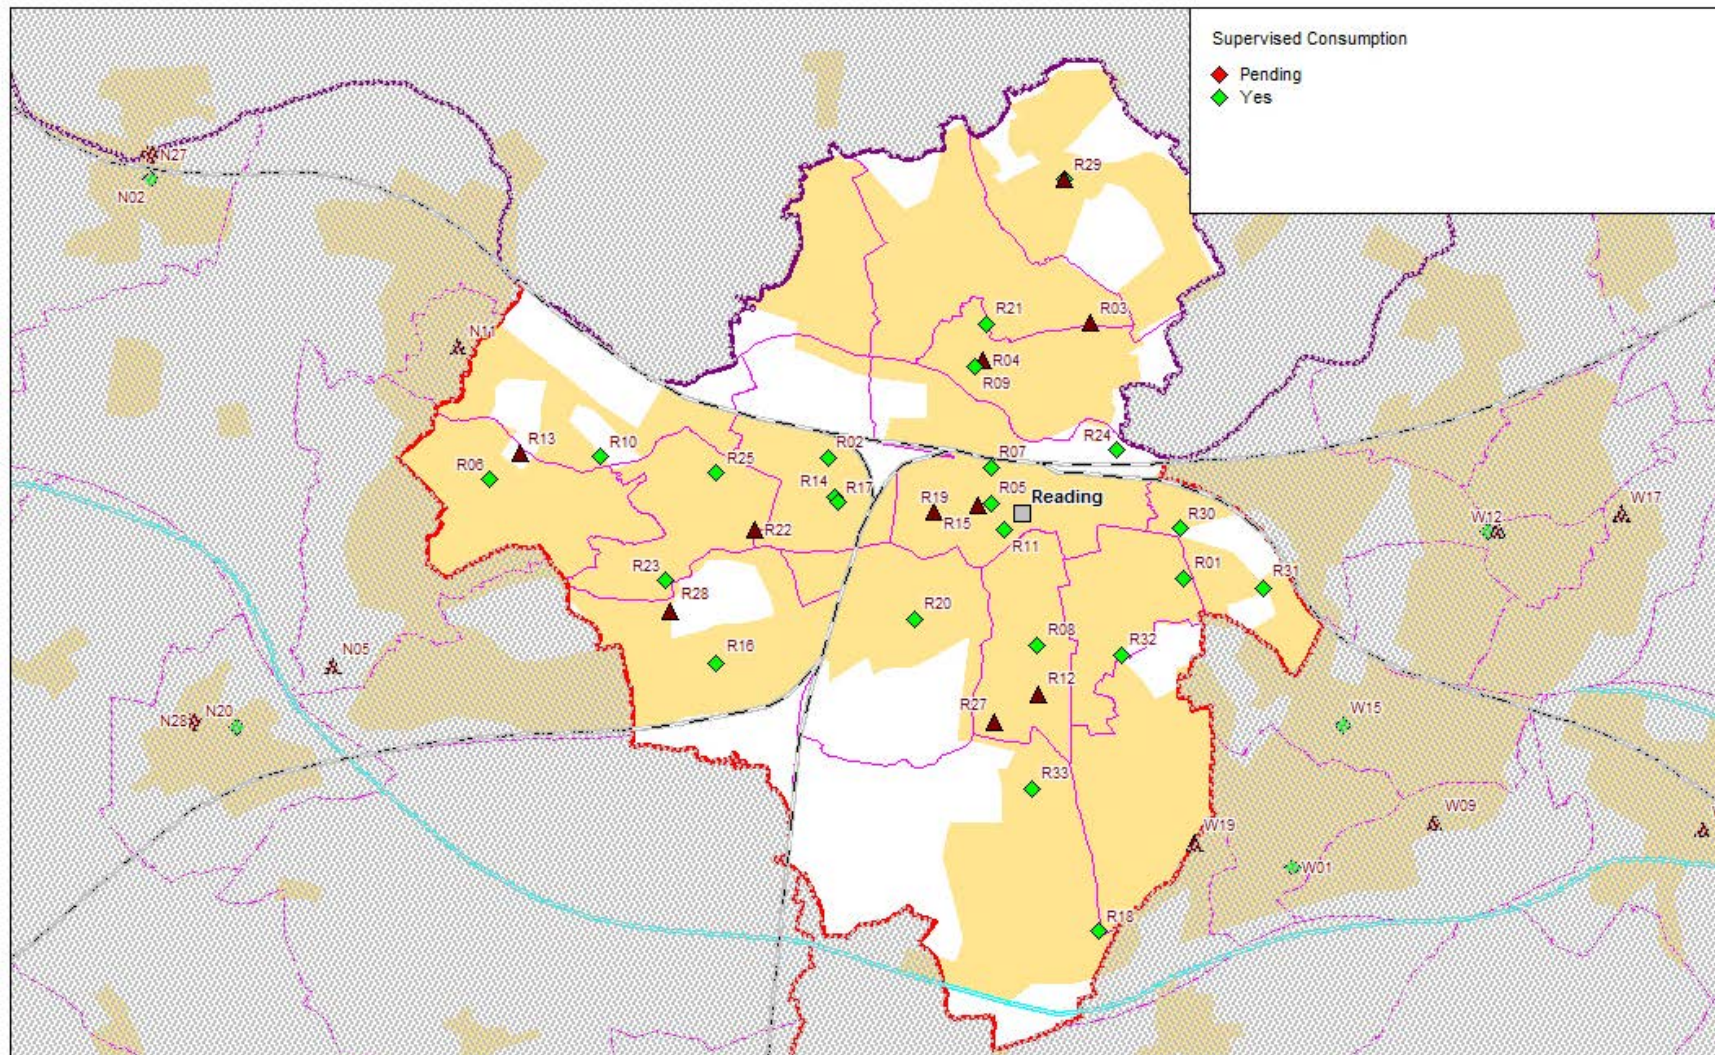 Supervised Consumption
Pending
Yes
N27
N02
R29
R21
R03
N11
R04
R09
R13
R10
R02
R07
R24
R06
R25
R14
R17
R19
R05
Reading
R15
R22
R11
R30
W12
W17
R23
R28
R01
R31
R20
R16
R08
R32
N05
R12
R27
N28
N20
W15
R33
W19
W09
W01
R18